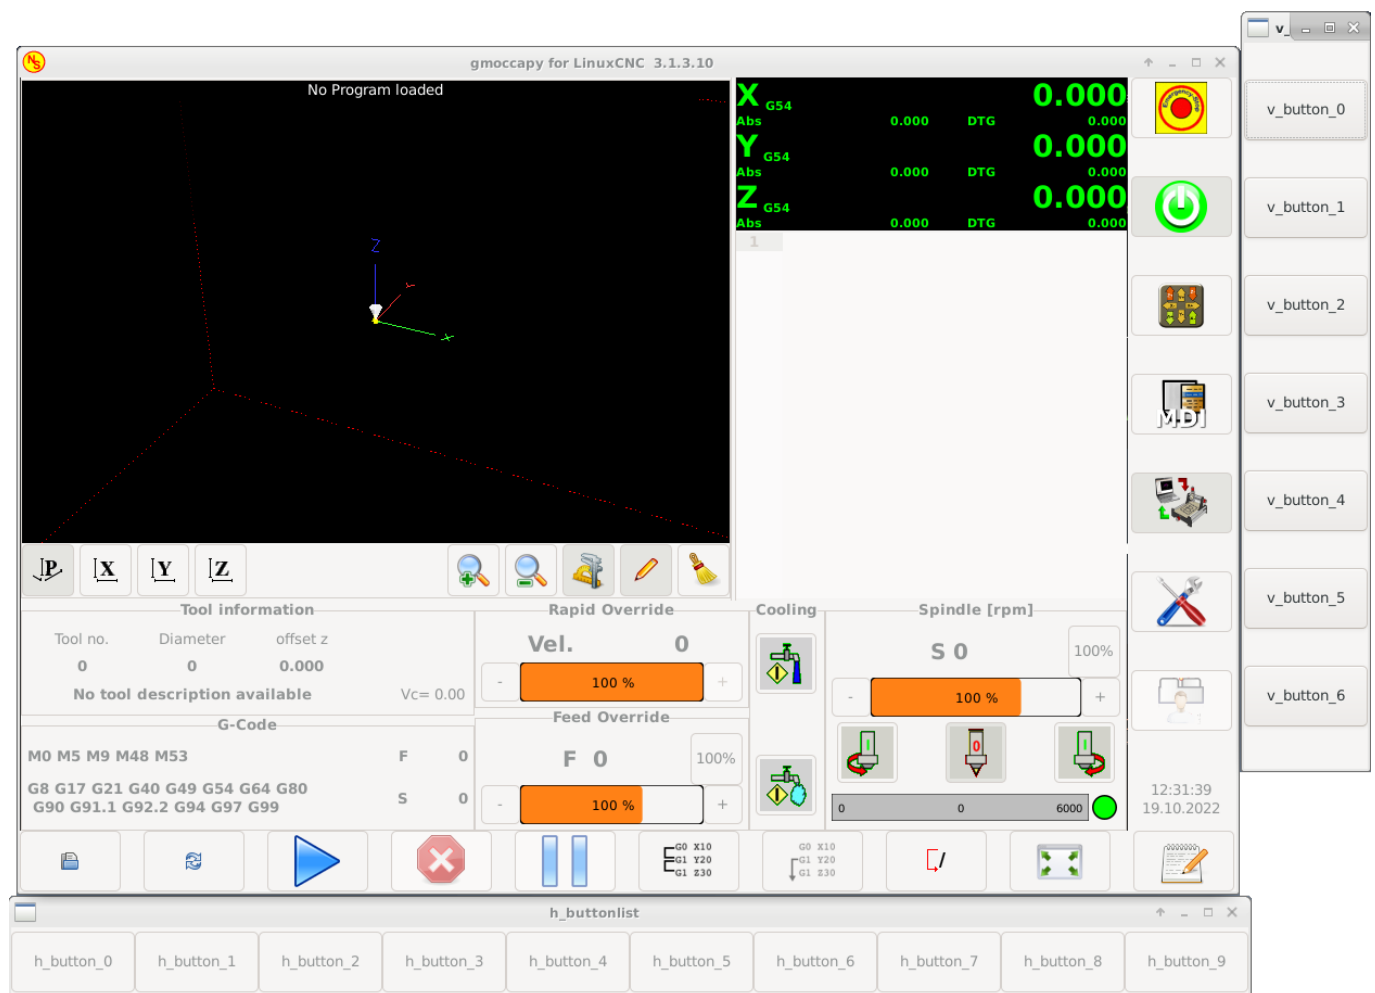 v_
gmoccapy for LinuxCNC 3.1.3.10
No Program loaded
X G54 0.000
Abs 0.000 DTG 0.000
Y G54 0.000
Abs 0.000 DTG 0.000
Z G54 0.000
Abs 0.000 DTG 0.000
1
Z
Y
X
Emergency-Stop
MDI
v_button_0
v_button_1
v_button_2
v_button_3
v_button_4
v_button_5
v_button_6
P X Y Z
Tool information
Tool no. Diameter offset z
0 0 0.000
No tool description available Vc= 0.00
G-Code
M0 M5 M9 M48 M53 F 0
G8 G17 G21 G40 G49 G54 G64 G80
G90 G91.1 G92.2 G94 G97 G99
S 0
Rapid Override
Vel. 0
- 100 % +
Feed Override
F 0 100%
- 100 % +
Cooling
Spindle [rpm]
S 0 100%
- 100 % +
I 0 I
0 0 6000
12:31:39
19.10.2022
G0 X10
G1 Y20
G1 Z30
G0 X10
G1 Y20
G1 Z30
h_buttonlist
h_button_0 h_button_1 h_button_2 h_button_3 h_button_4 h_button_5 h_button_6 h_button_7 h_button_8 h_button_9